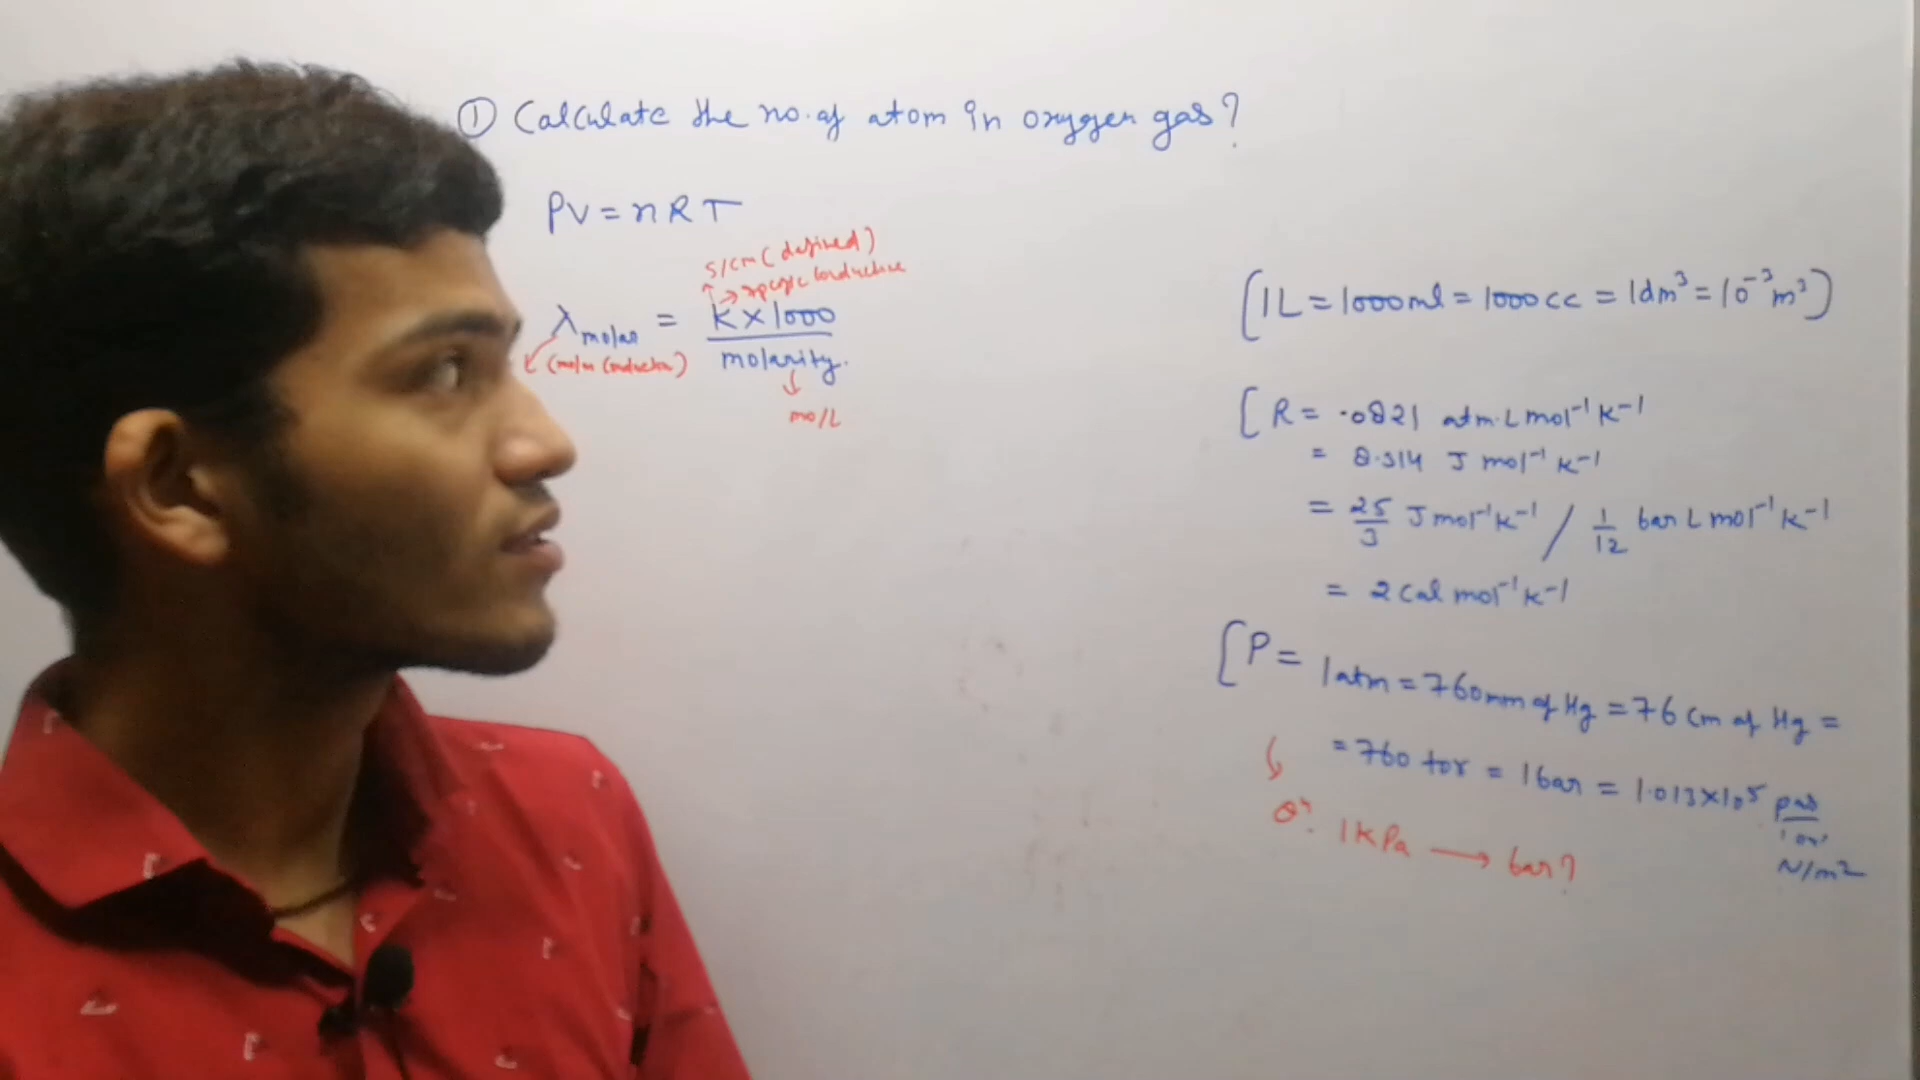 ① Calculate the no. of atom in oxygen gas?
PV = nRT
S/cm (defined)
→ specific conductance
λmolar = K × 1000 / molarity.
(molar conductance)
mo/L
[1L = 1000ml = 1000cc = 1dm³ = 10⁻³m³)
[R = .0821 atm.L mol⁻¹ K⁻¹
= 8.314 J mol⁻¹ K⁻¹
= 25/3 J mol⁻¹ K⁻¹ / 1/12 bar L mol⁻¹ K⁻¹
= 2 Cal mol⁻¹ K⁻¹
[P = 1atm = 760mm of Hg = 76 Cm of Hg =
= 760 tor = 1bar = 1.013×10⁵ pas
or
N/m²
Q. 1KPa → bar?